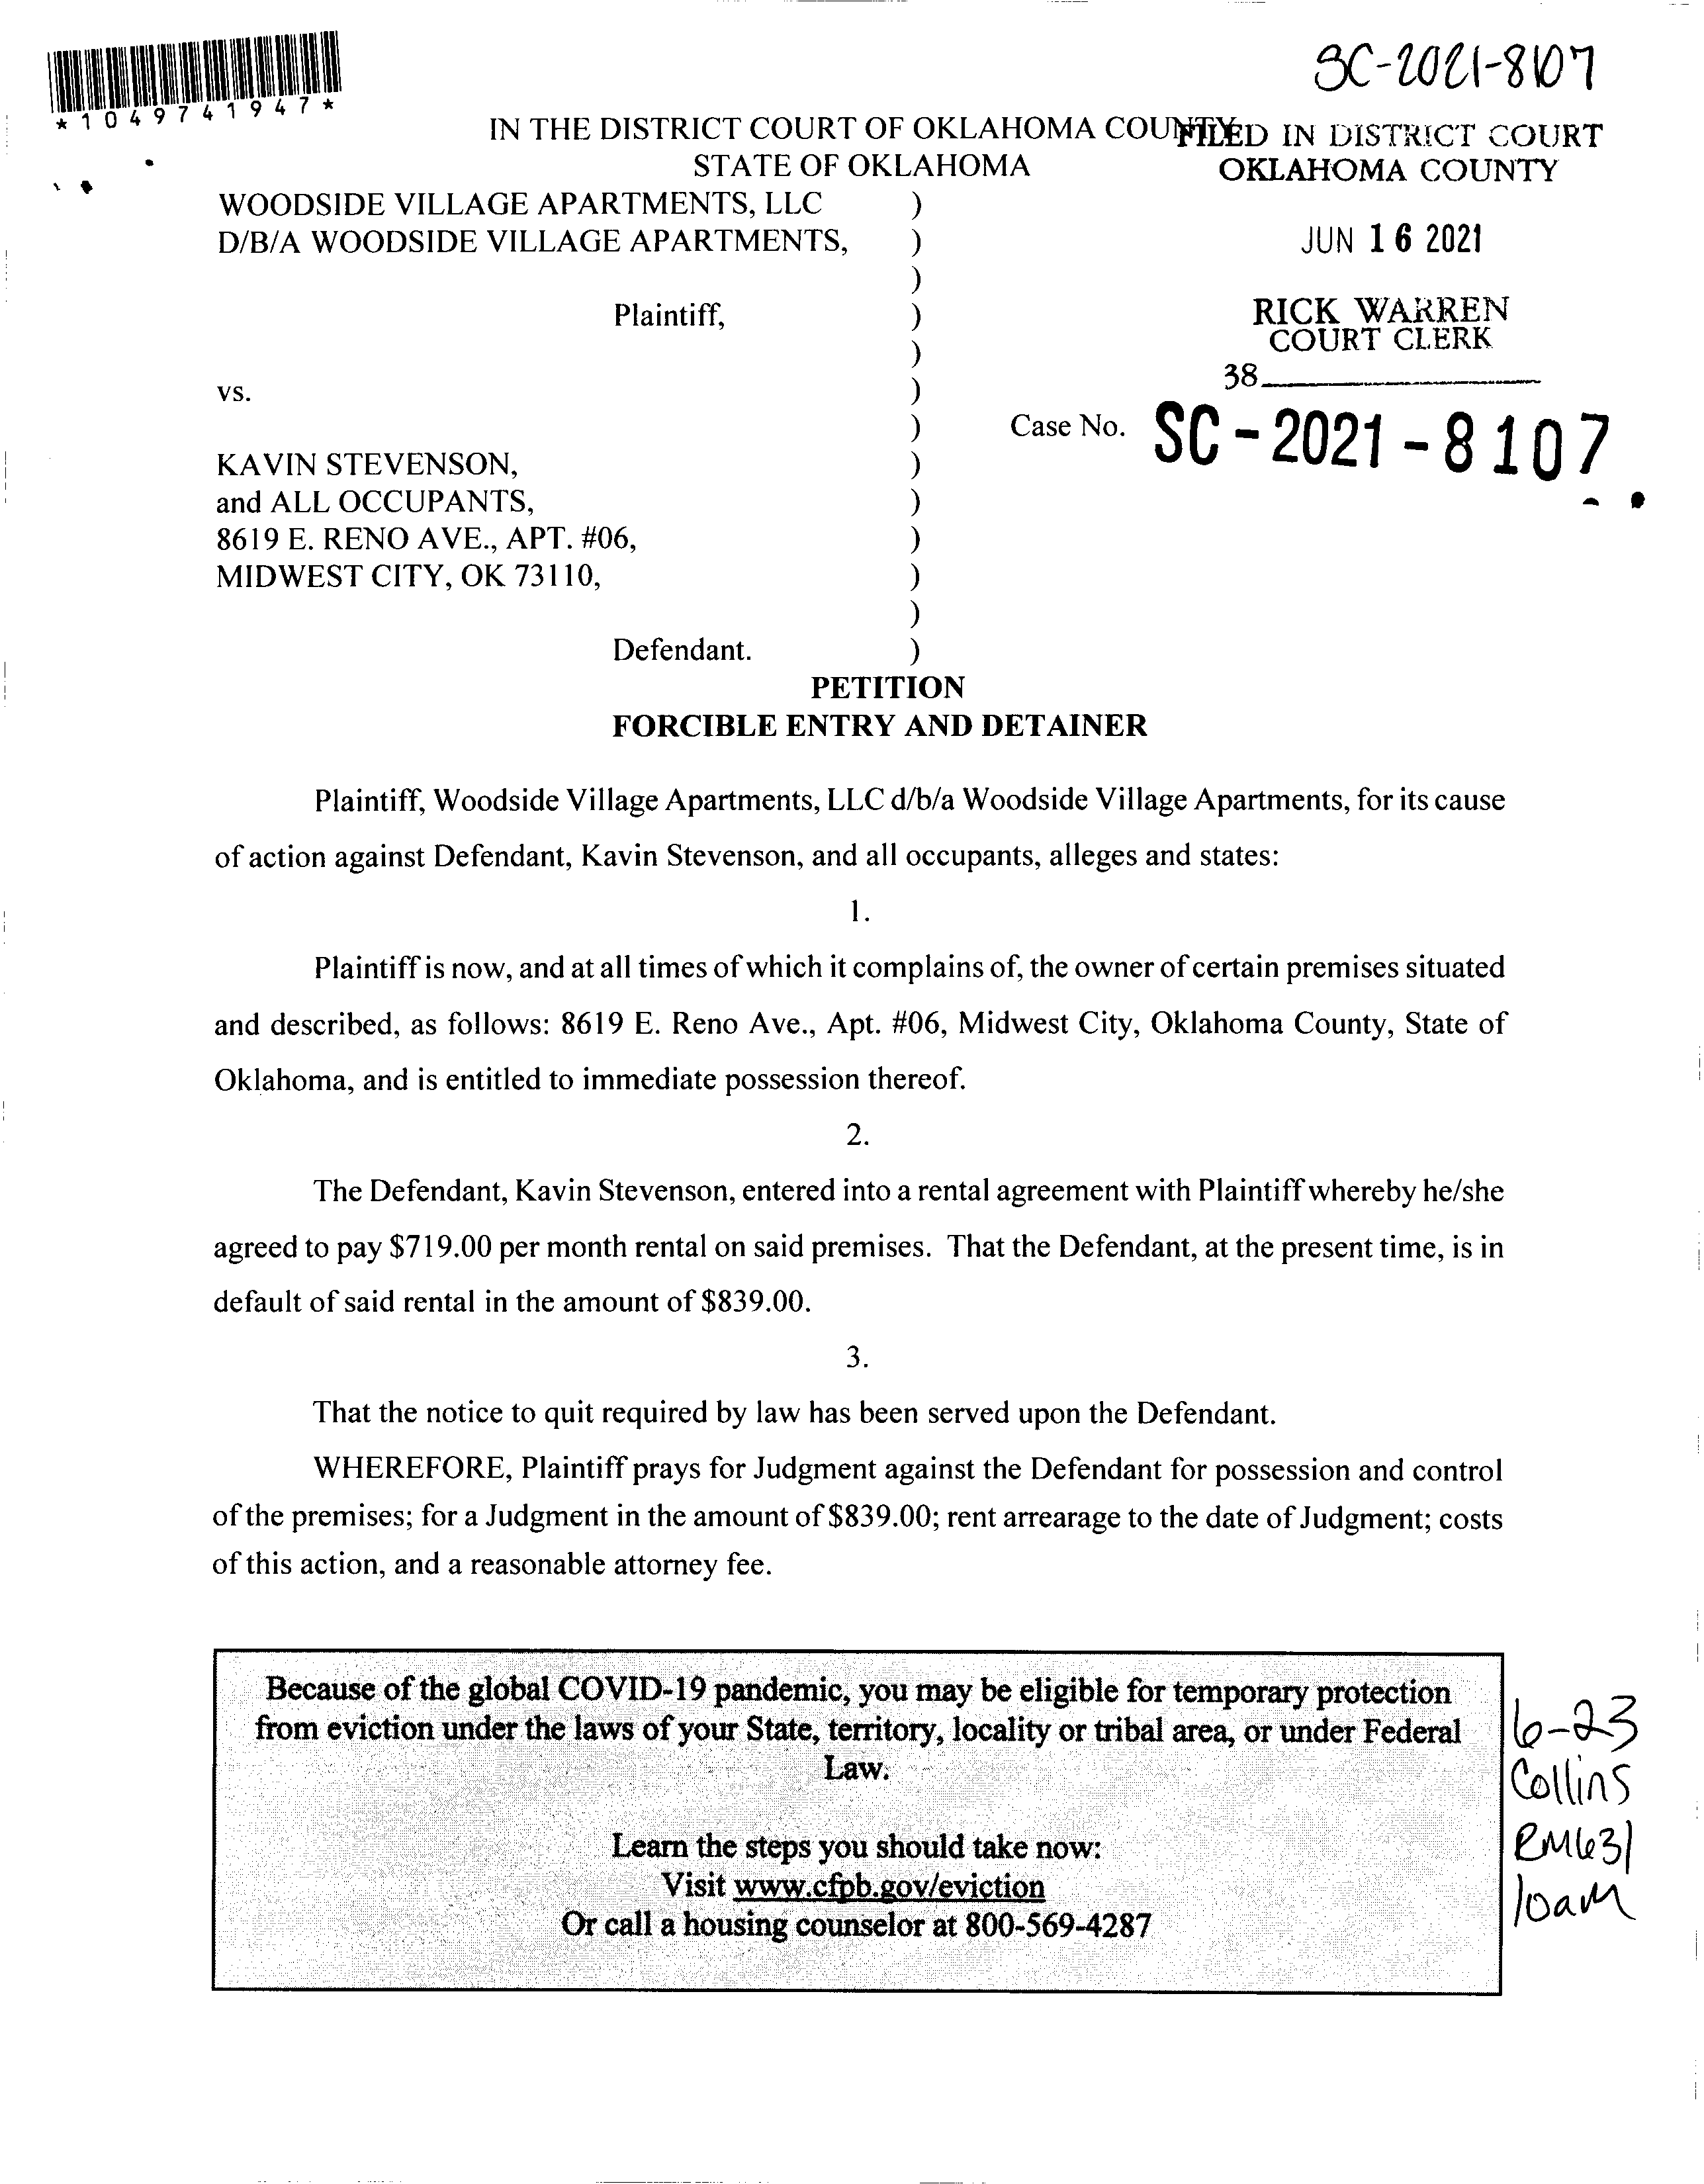 SC-2021-8107
*1049741947*
IN THE DISTRICT COURT OF OKLAHOMA COUNTY
FILED IN DISTRICT COURT
STATE OF OKLAHOMA
OKLAHOMA COUNTY
WOODSIDE VILLAGE APARTMENTS, LLC )
D/B/A WOODSIDE VILLAGE APARTMENTS, )
JUN 16 2021
)
Plaintiff, )
RICK WARREN
COURT CLERK
)
38
vs. )
) Case No. SC-2021-8107
KAVIN STEVENSON, )
and ALL OCCUPANTS, )
8619 E. RENO AVE., APT. #06, )
MIDWEST CITY, OK 73110, )
)
Defendant. )
PETITION
FORCIBLE ENTRY AND DETAINER
Plaintiff, Woodside Village Apartments, LLC d/b/a Woodside Village Apartments, for its cause
of action against Defendant, Kavin Stevenson, and all occupants, alleges and states:
1.
Plaintiff is now, and at all times of which it complains of, the owner of certain premises situated
and described, as follows: 8619 E. Reno Ave., Apt. #06, Midwest City, Oklahoma County, State of
Oklahoma, and is entitled to immediate possession thereof.
2.
The Defendant, Kavin Stevenson, entered into a rental agreement with Plaintiff whereby he/she
agreed to pay $719.00 per month rental on said premises. That the Defendant, at the present time, is in
default of said rental in the amount of $839.00.
3.
That the notice to quit required by law has been served upon the Defendant.
WHEREFORE, Plaintiff prays for Judgment against the Defendant for possession and control
of the premises; for a Judgment in the amount of $839.00; rent arrearage to the date of Judgment; costs
of this action, and a reasonable attorney fee.
Because of the global COVID-19 pandemic, you may be eligible for temporary protection
from eviction under the laws of your State, territory, locality or tribal area, or under Federal
Law.
Learn the steps you should take now:
Visit www.cfpb.gov/eviction
Or call a housing counselor at 800-569-4287
6-23
Collins
RM631
10am